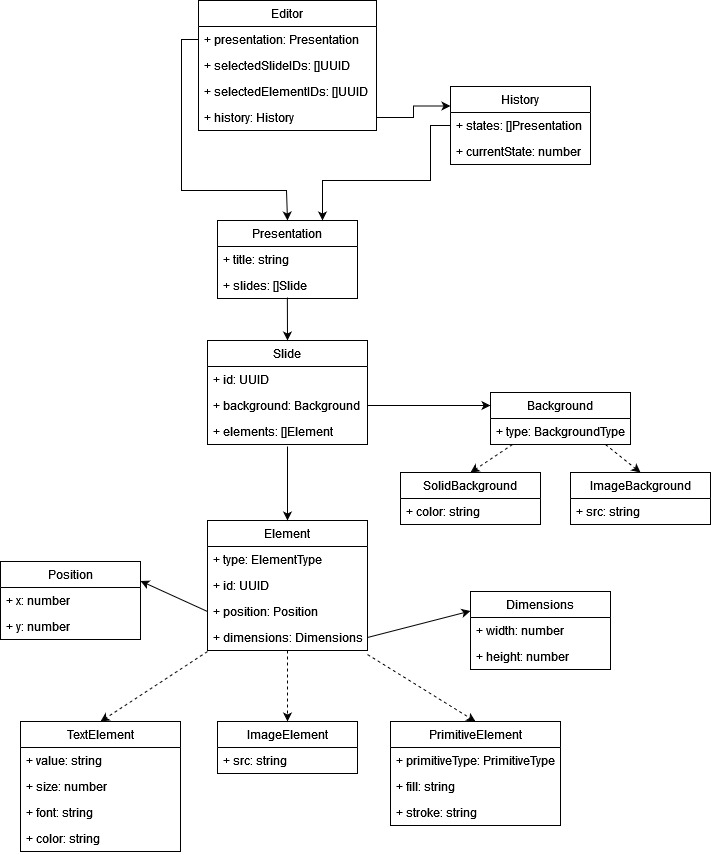 Editor
+ presentation: Presentation
+ selectedSlideIDs: []UUID
+ selectedElementIDs: []UUID
+ history: History
History
+ states: []Presentation
+ currentState: number
Presentation
+ title: string
+ slides: []Slide
Slide
+ id: UUID
+ background: Background
+ elements: []Element
Background
+ type: BackgroundType
SolidBackground
+ color: string
ImageBackground
+ src: string
Element
+ type: ElementType
+ id: UUID
+ position: Position
+ dimensions: Dimensions
Position
+ x: number
+ y: number
Dimensions
+ width: number
+ height: number
TextElement
+ value: string
+ size: number
+ font: string
+ color: string
ImageElement
+ src: string
PrimitiveElement
+ primitiveType: PrimitiveType
+ fill: string
+ stroke: string